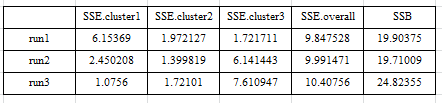 SSE.cluster1 SSE.cluster2 SSE.cluster3 SSE.overall SSB
run1 6.15369 1.972127 1.721711 9.847528 19.90375
run2 2.450208 1.399819 6.141443 9.991471 19.71009
run3 1.0756 1.72101 7.610947 10.40756 24.82355